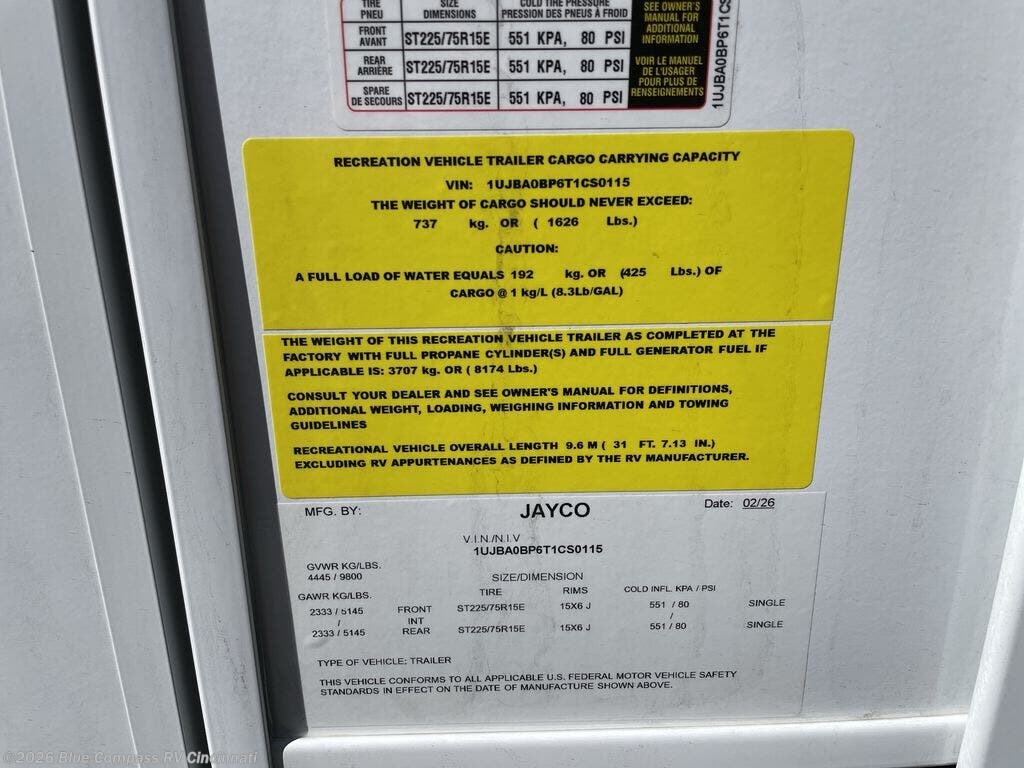 TIRE SIZE COLD TIRE PRESSURE
PNEU DIMENSIONS PRESSION DES PNEUS À FROID
FRONT
AVANT ST225/75R15E 551 KPA, 80 PSI
REAR
ARRIÈRE ST225/75R15E 551 KPA, 80 PSI
SPARE
DE SECOURS ST225/75R15E 551 KPA, 80 PSI
SEE OWNER'S
MANUAL FOR
ADDITIONAL
INFORMATION
VOIR LE MANUEL
DE L'USAGER
POUR PLUS DE
RENSEIGNEMENTS
1UJBA0BP6T1CS
RECREATION VEHICLE TRAILER CARGO CARRYING CAPACITY
VIN: 1UJBA0BP6T1CS0115
THE WEIGHT OF CARGO SHOULD NEVER EXCEED:
737 kg. OR ( 1626 Lbs.)
CAUTION:
A FULL LOAD OF WATER EQUALS 192 kg. OR (425 Lbs.) OF
CARGO @ 1 kg/L (8.3Lb/GAL)
THE WEIGHT OF THIS RECREATION VEHICLE TRAILER AS COMPLETED AT THE
FACTORY WITH FULL PROPANE CYLINDER(S) AND FULL GENERATOR FUEL IF
APPLICABLE IS: 3707 kg. OR ( 8174 Lbs.)
CONSULT YOUR DEALER AND SEE OWNER'S MANUAL FOR DEFINITIONS,
ADDITIONAL WEIGHT, LOADING, WEIGHING INFORMATION AND TOWING
GUIDELINES
RECREATIONAL VEHICLE OVERALL LENGTH 9.6 M ( 31 FT. 7.13 IN.)
EXCLUDING RV APPURTENANCES AS DEFINED BY THE RV MANUFACTURER.
MFG. BY: JAYCO Date: 02/26
V.I.N./N.I.V
1UJBA0BP6T1CS0115
GVWR KG/LBS.
4445 / 9800 SIZE/DIMENSION
GAWR KG/LBS. TIRE RIMS COLD INFL. KPA / PSI
2333 / 5145 FRONT ST225/75R15E 15X6 J 551 / 80 SINGLE
/ INT /
2333 / 5145 REAR ST225/75R15E 15X6 J 551 / 80 SINGLE
TYPE OF VEHICLE: TRAILER
THIS VEHICLE CONFORMS TO ALL APPLICABLE U.S. FEDERAL MOTOR VEHICLE SAFETY
STANDARDS IN EFFECT ON THE DATE OF MANUFACTURE SHOWN ABOVE.
©2026 Blue Compass RV Cincinnati